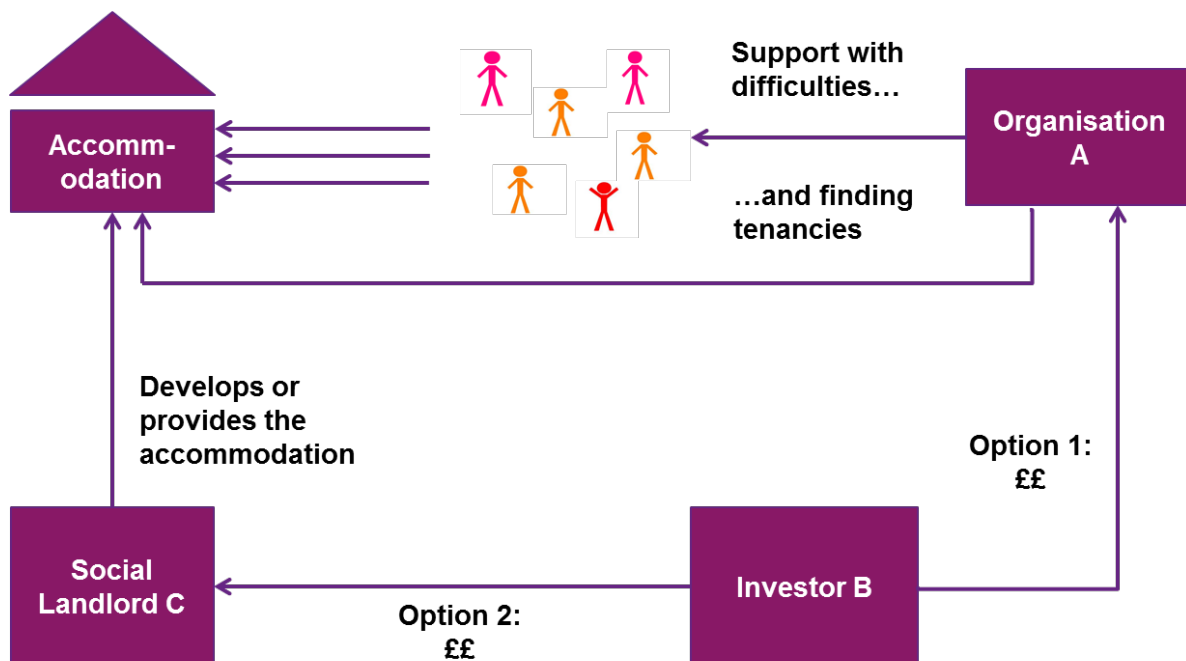 Support with
difficulties…
Organisation
A
Accomm-
odation
…and finding
tenancies
Develops or
provides the
accommodation
Option 1:
££
Social
Landlord C
Investor B
Option 2:
££